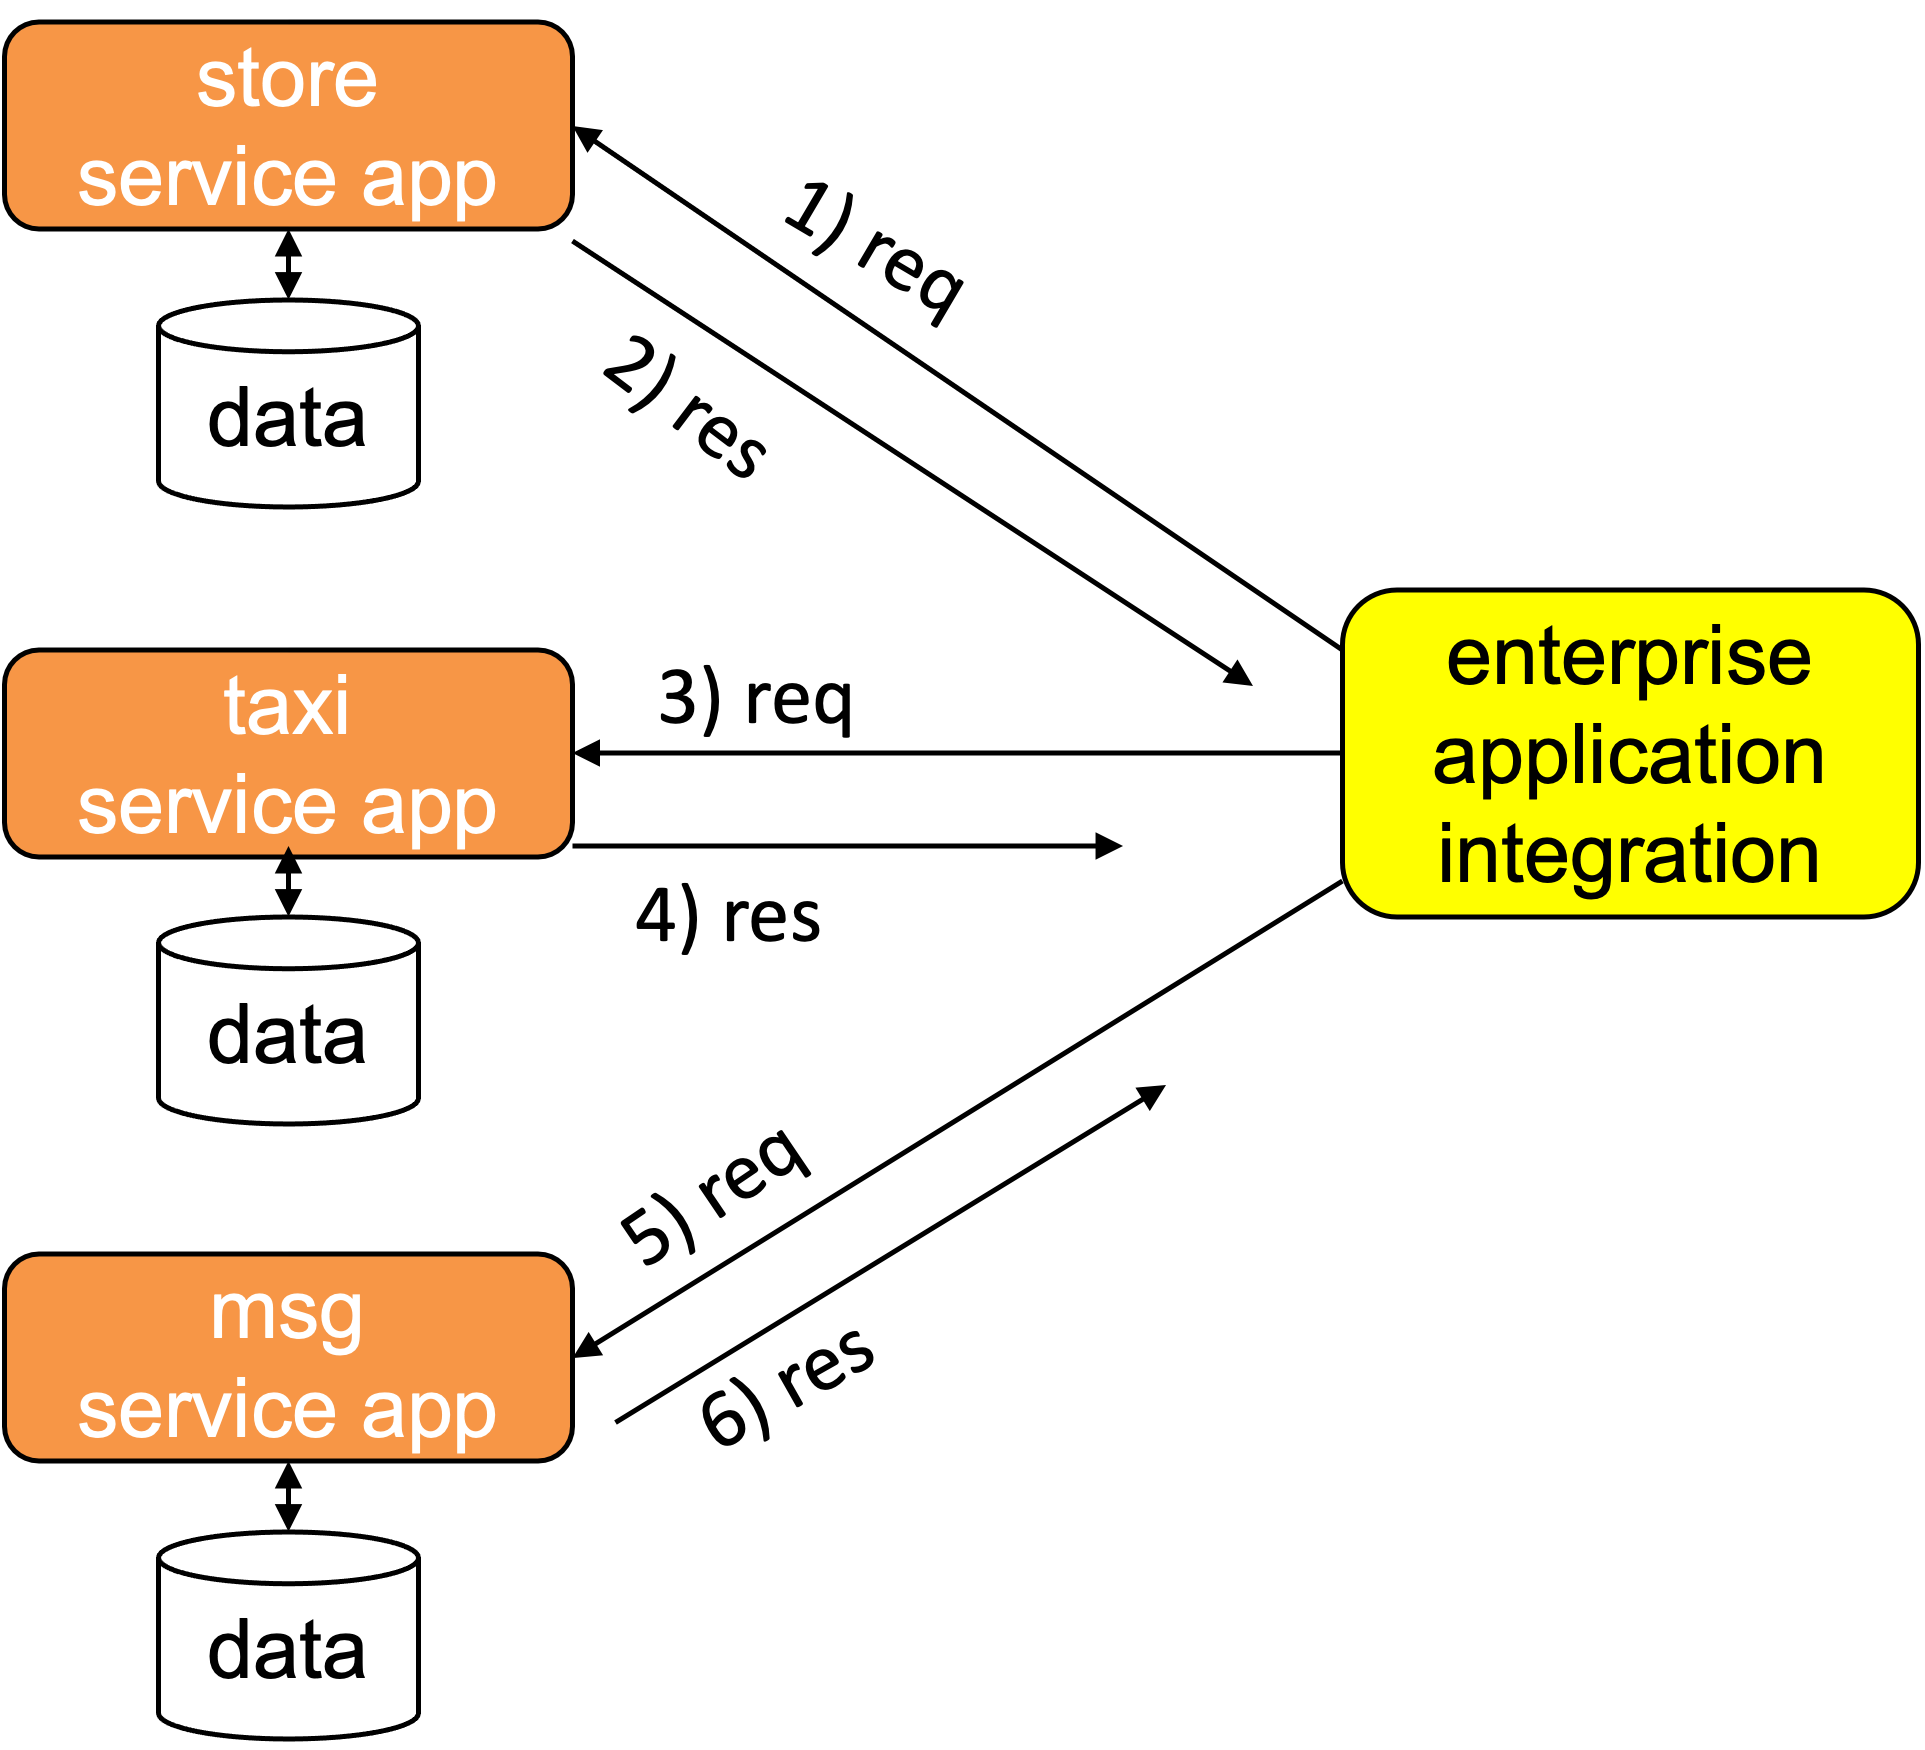 store
service app
data
1) req
2) res
taxi
service app
data
3) req
4) res
enterprise
application
integration
msg
service app
data
5) req
6) res